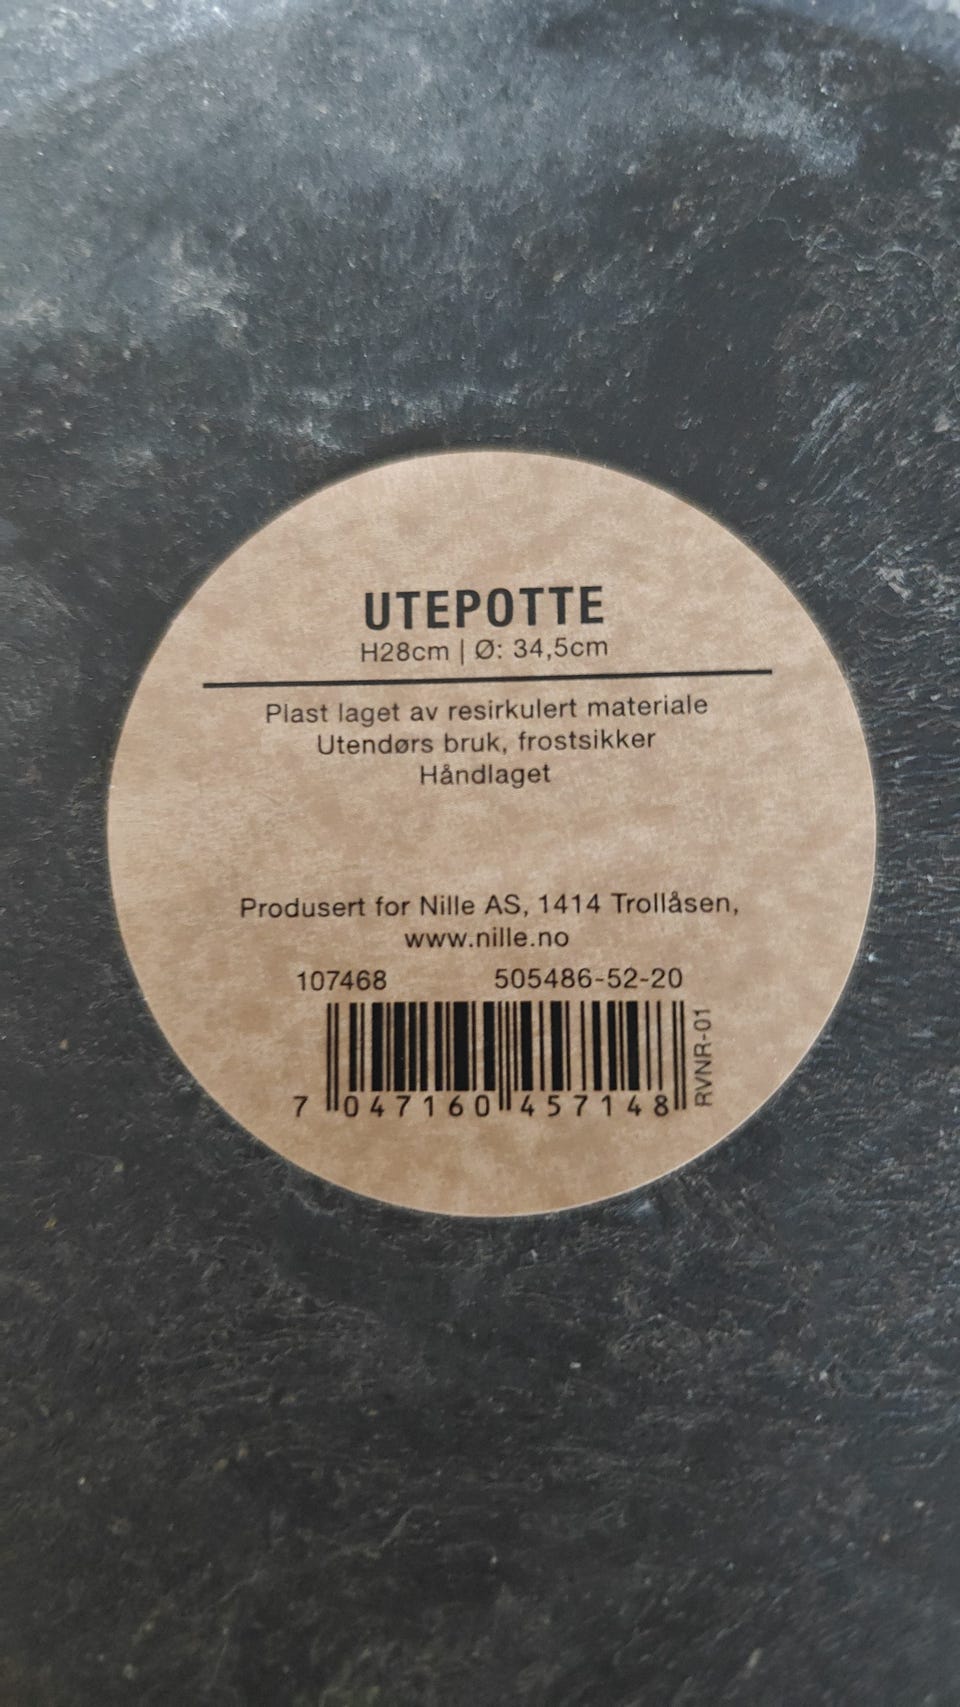 UTEPOTTE
H28cm | Ø: 34,5cm
Plast laget av resirkulert materiale
Utendørs bruk, frostsikker
Håndlaget
Produsert for Nille AS, 1414 Trollåsen,
www.nille.no
107468 505486-52-20
RVNR-01
7 047160 457148